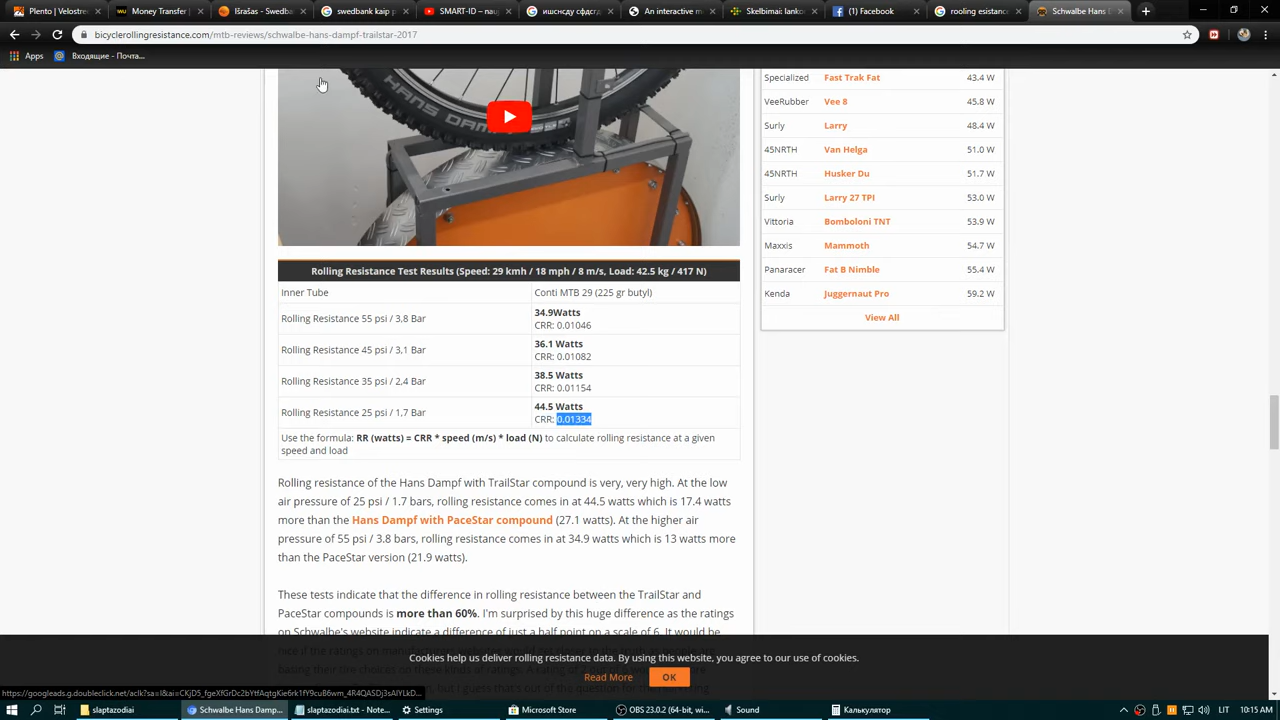 Plento | Velostro
Money Transfer |
Išrašas - Swedba
swedbank kaip p
SMART-ID – nauj
ишснсду сфдсг
An interactive m
Skelbimai: lanko
(1) Facebook
rooling esistanc
Schwalbe Hans D
bicyclerollingresistance.com/mtb-reviews/schwalbe-hans-dampf-trailstar-2017
Apps
Входящие - Почта...
HANS DAMPF
Specialized Fast Trak Fat 43.4 W
VeeRubber Vee 8 45.8 W
Surly Larry 48.4 W
45NRTH Van Helga 51.0 W
45NRTH Husker Du 51.7 W
Surly Larry 27 TPI 53.0 W
Vittoria Bomboloni TNT 53.9 W
Maxxis Mammoth 54.7 W
Panaracer Fat B Nimble 55.4 W
Kenda Juggernaut Pro 59.2 W
View All
Rolling Resistance Test Results (Speed: 29 kmh / 18 mph / 8 m/s, Load: 42.5 kg / 417 N)
Inner Tube Conti MTB 29 (225 gr butyl)
Rolling Resistance 55 psi / 3,8 Bar 34.9Watts
CRR: 0.01046
Rolling Resistance 45 psi / 3,1 Bar 36.1 Watts
CRR: 0.01082
Rolling Resistance 35 psi / 2,4 Bar 38.5 Watts
CRR: 0.01154
Rolling Resistance 25 psi / 1,7 Bar 44.5 Watts
CRR: 0.01334
Use the formula: RR (watts) = CRR * speed (m/s) * load (N) to calculate rolling resistance at a given
speed and load
Rolling resistance of the Hans Dampf with TrailStar compound is very, very high. At the low
air pressure of 25 psi / 1.7 bars, rolling resistance comes in at 44.5 watts which is 17.4 watts
more than the Hans Dampf with PaceStar compound (27.1 watts). At the higher air
pressure of 55 psi / 3.8 bars, rolling resistance comes in at 34.9 watts which is 13 watts more
than the PaceStar version (21.9 watts).
These tests indicate that the difference in rolling resistance between the TrailStar and
PaceStar compounds is more than 60%. I'm surprised by this huge difference as the ratings
on Schwalbe's website indicate a difference of just a half point on a scale of 6. It would be
Cookies help us deliver rolling resistance data. By using this website, you agree to our use of cookies.
Read More OK
slaptazodiai
Schwalbe Hans Damp...
slaptazodiai.txt - Note...
Settings
Microsoft Store
OBS 23.0.2 (64-bit, w...
Sound
Калькулятор
LIT
10:15 AM